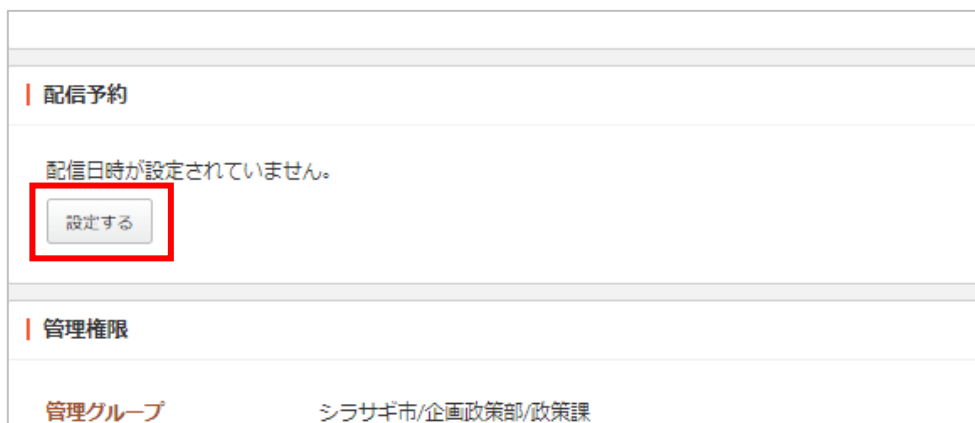 配信予約
配信日時が設定されていません。
設定する
管理権限
管理グループ シラサギ市/企画政策部/政策課